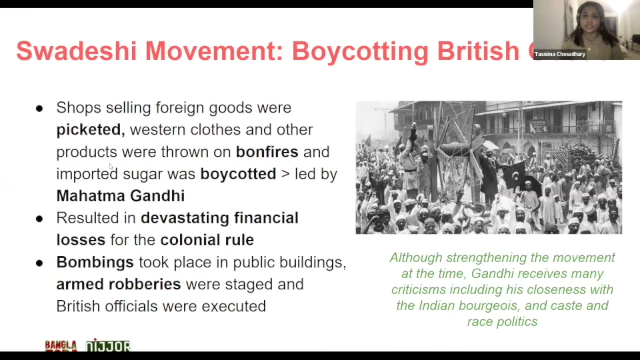 Swadeshi Movement: Boycotting British
Tasnima Chowdhury
● Shops selling foreign goods were
picketed, western clothes and other
products were thrown on bonfires and
imported sugar was boycotted > led by
Mahatma Gandhi
● Resulted in devastating financial
losses for the colonial rule
● Bombings took place in public buildings,
armed robberies were staged and
British officials were executed
Although strengthening the movement
at the time, Gandhi receives many
criticisms including his closeness with
the Indian bourgeois, and caste and
race politics
BANGLA
NIJJOR